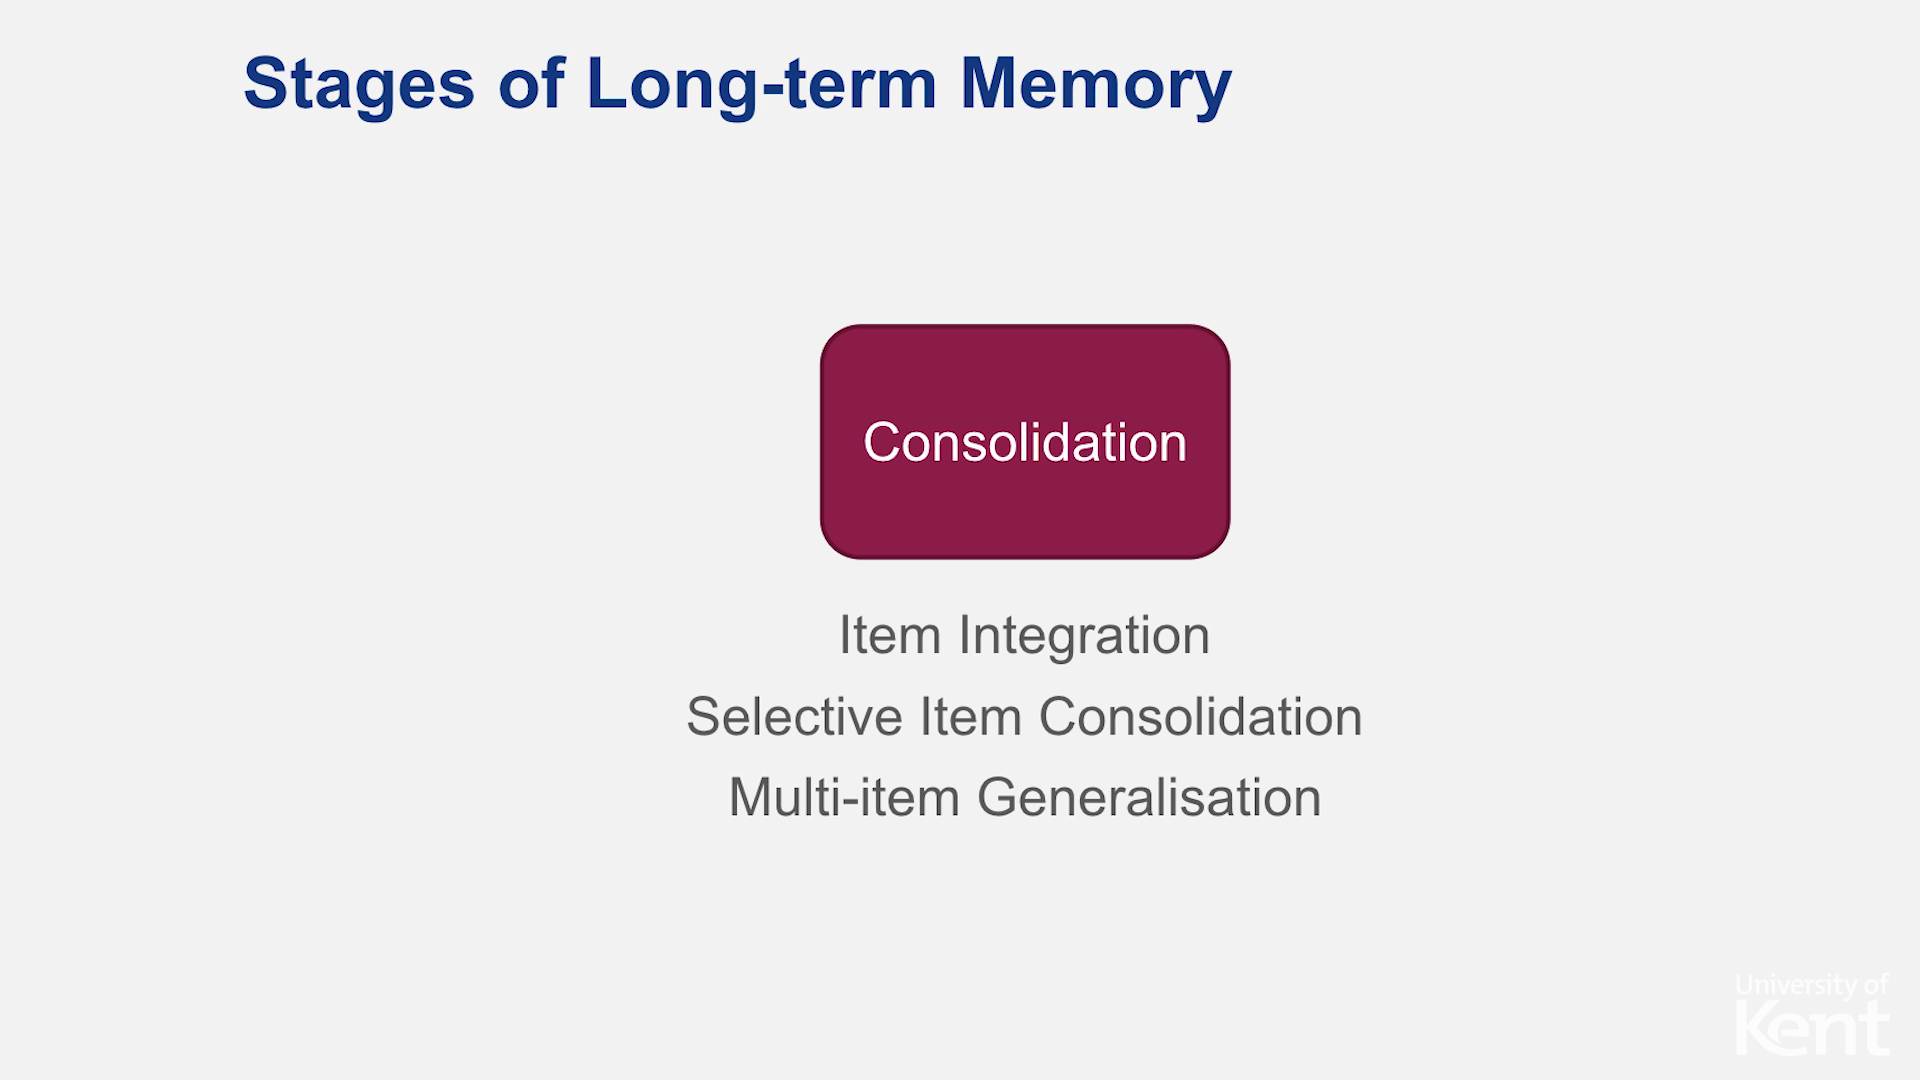 Stages of Long-term Memory
Consolidation
Item Integration
Selective Item Consolidation
Multi-item Generalisation
University of
Kent